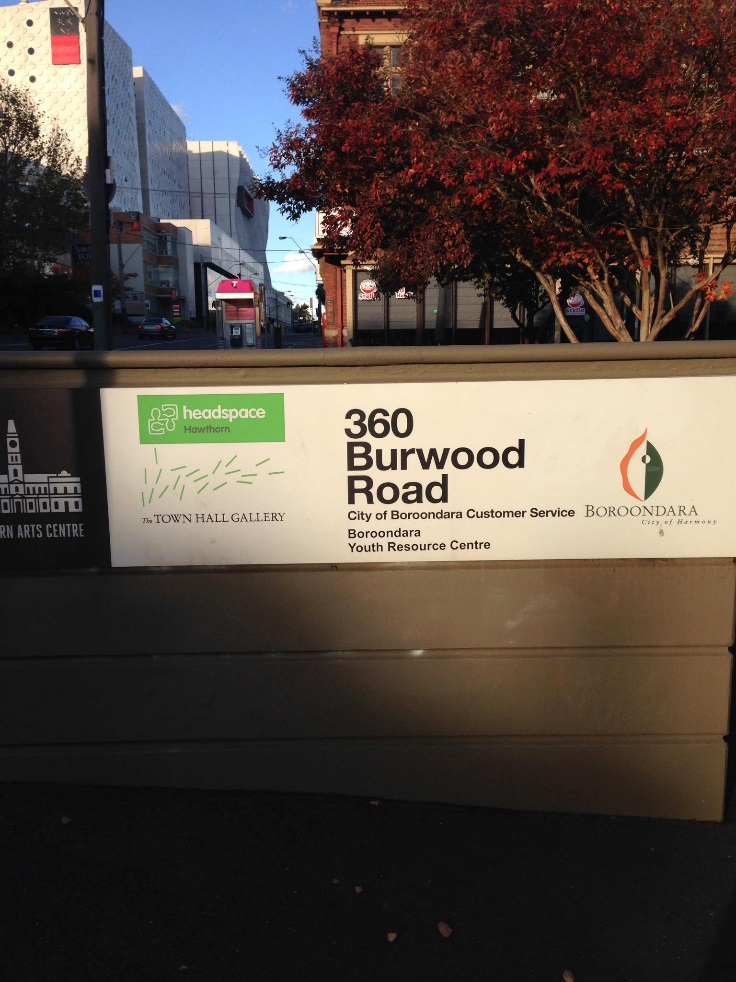 headspace
Hawthorn
The TOWN HALL GALLERY
RN ARTS CENTRE
360
Burwood
Road
City of Boroondara Customer Service
Boroondara
Youth Resource Centre
BOROONDARA
City of Harmony